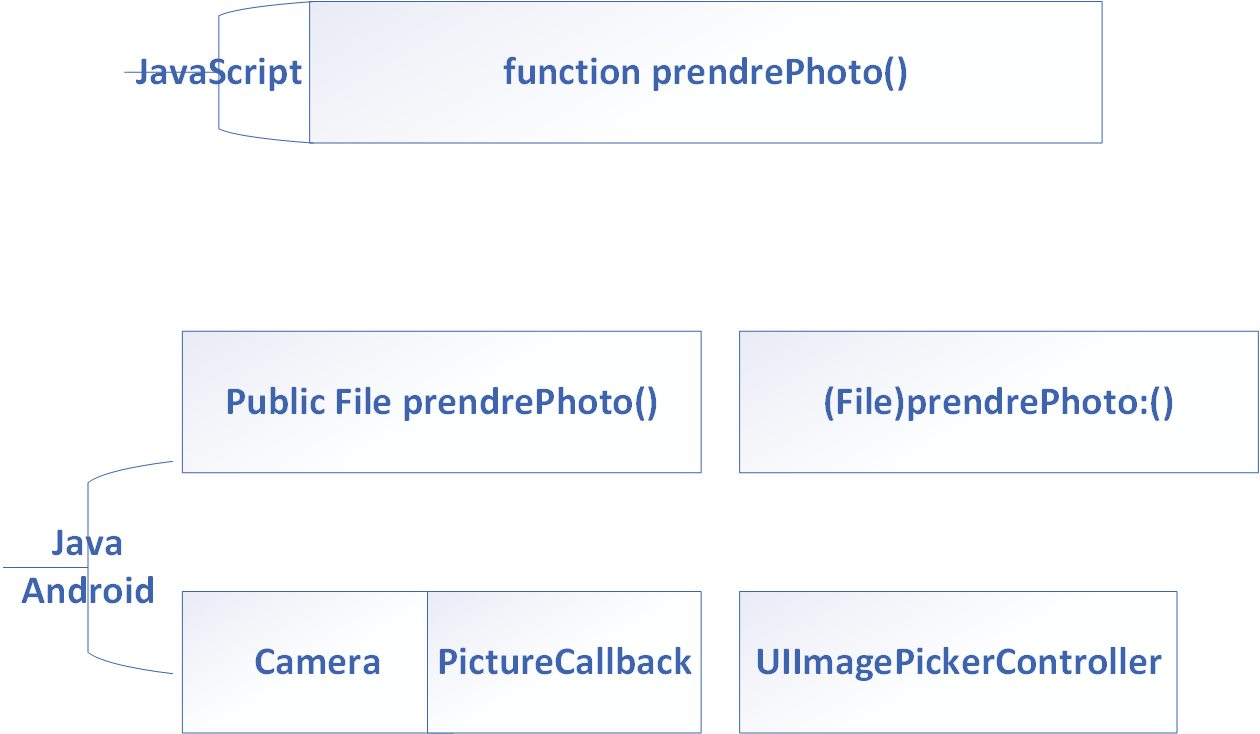 JavaScript
function prendrePhoto()
Public File prendrePhoto()
(File)prendrePhoto:()
Java
Android
Camera
PictureCallback
UIImagePickerController